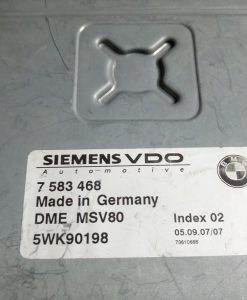 SIEMENS VDO
Automotive
7 583 468
Made in Germany
DME MSV80 Index 02
5WK90198 05.09.07/07